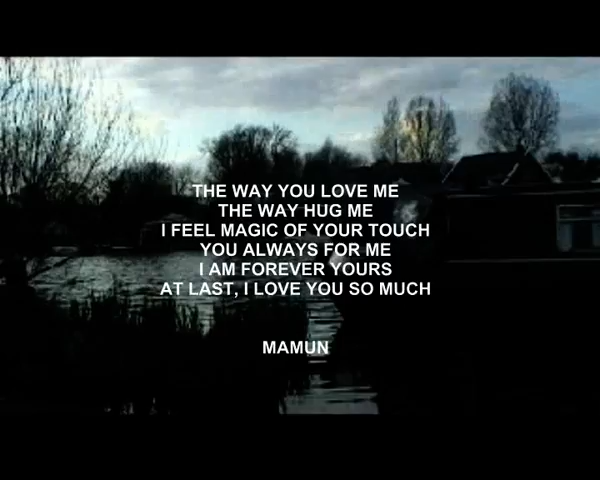 THE WAY YOU LOVE ME
THE WAY HUG ME
I FEEL MAGIC OF YOUR TOUCH
YOU ALWAYS FOR ME
I AM FOREVER YOURS
AT LAST, I LOVE YOU SO MUCH
MAMUN